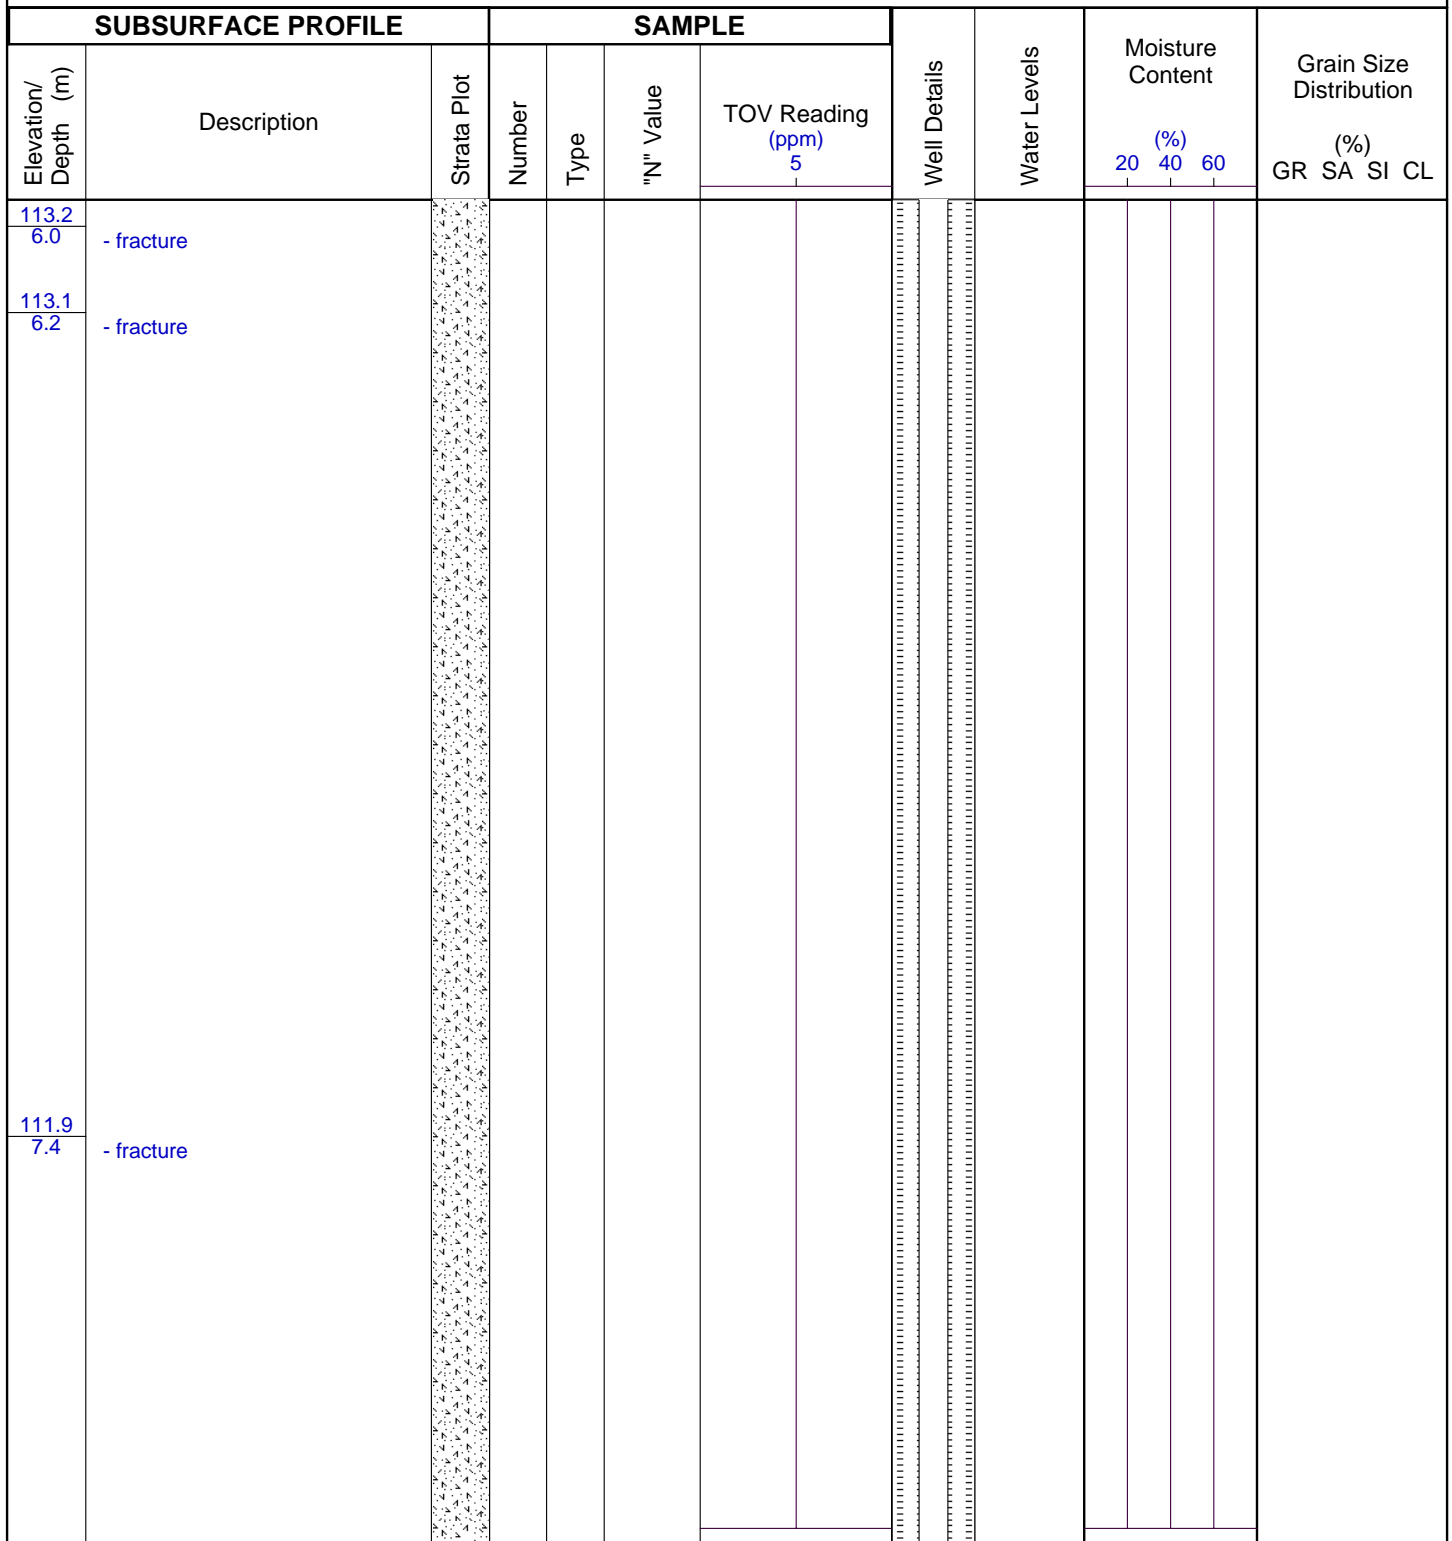 SUBSURFACE PROFILE
SAMPLE
Elevation/
Depth (m)
Description
Strata Plot
Number
Type
"N" Value
TOV Reading
(ppm)
5
Well Details
Water Levels
Moisture
Content
(%)
20 40 60
Grain Size
Distribution
(%)
GR SA SI CL
113.2
6.0
- fracture
113.1
6.2
- fracture
111.9
7.4
- fracture